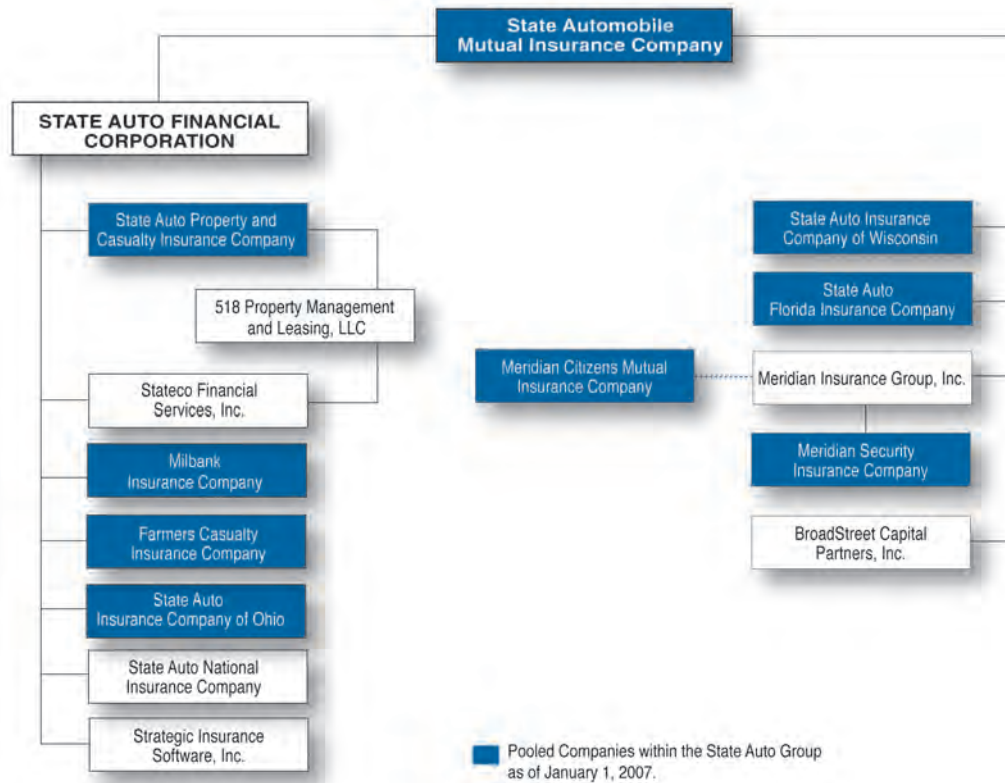 State Automobile
Mutual Insurance Company
STATE AUTO FINANCIAL
CORPORATION
State Auto Property and
Casualty Insurance Company
518 Property Management
and Leasing, LLC
Stateco Financial
Services, Inc.
Milbank
Insurance Company
Farmers Casualty
Insurance Company
State Auto
Insurance Company of Ohio
State Auto National
Insurance Company
Strategic Insurance
Software, Inc.
Meridian Citizens Mutual
Insurance Company
State Auto Insurance
Company of Wisconsin
State Auto
Florida Insurance Company
Meridian Insurance Group, Inc.
Meridian Security
Insurance Company
BroadStreet Capital
Partners, Inc.
Pooled Companies within the State Auto Group
as of January 1, 2007.